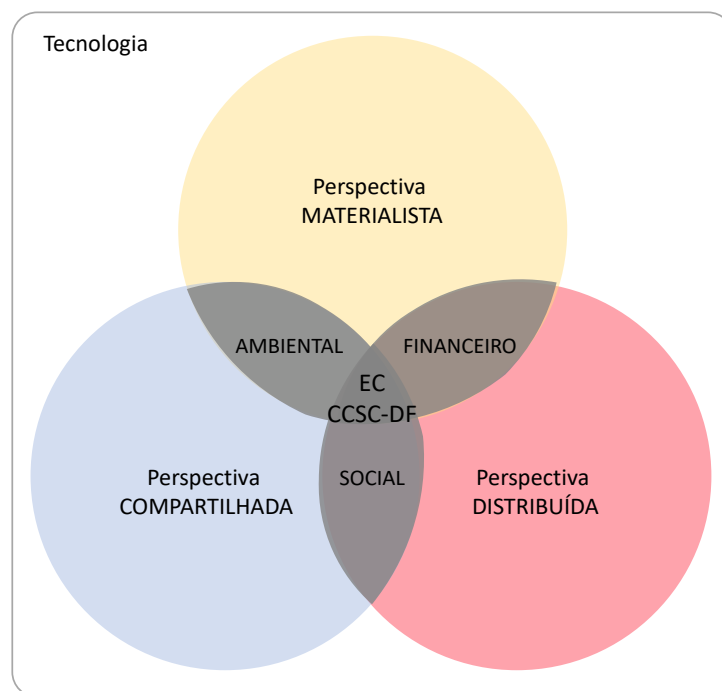 Tecnologia
Perspectiva
MATERIALISTA
AMBIENTAL
FINANCEIRO
EC
CCSC-DF
Perspectiva
COMPARTILHADA
SOCIAL
Perspectiva
DISTRIBUÍDA